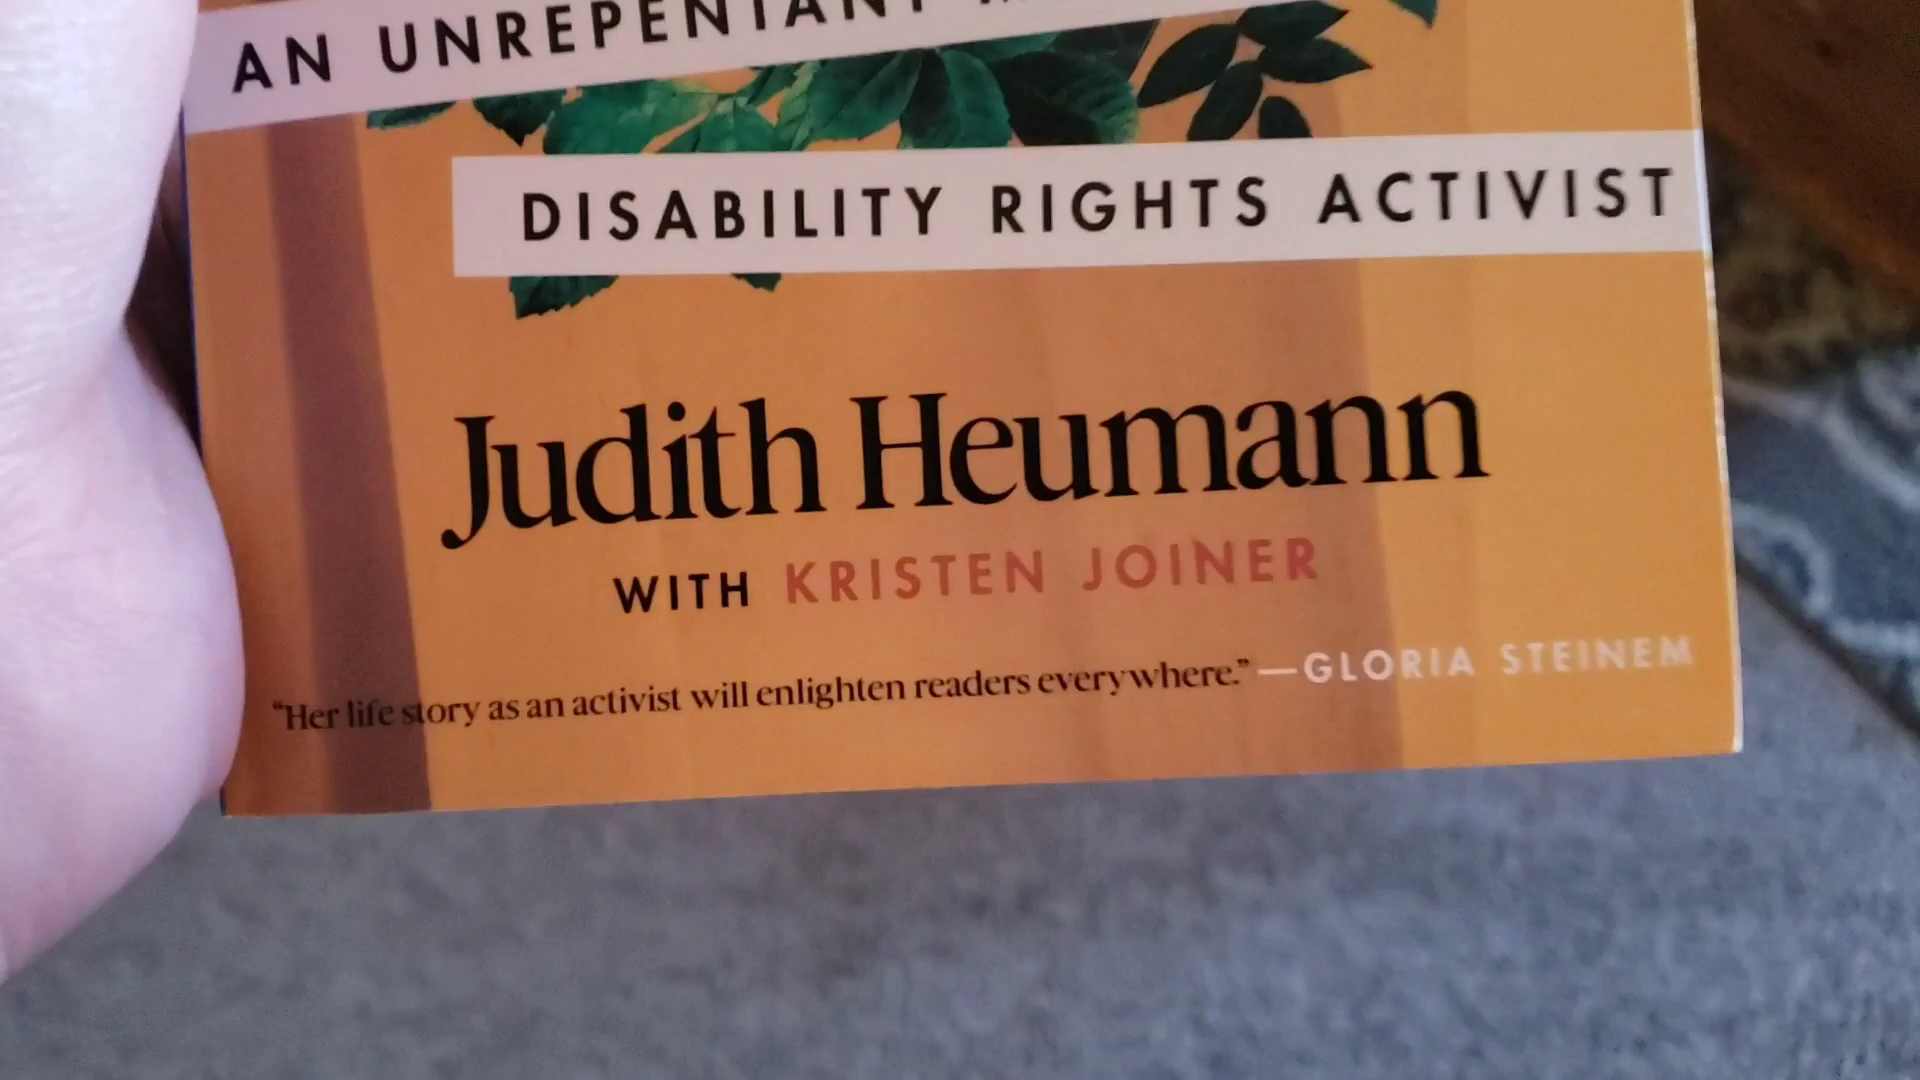 AN UNREPENTANT
DISABILITY RIGHTS ACTIVIST
Judith Heumann
WITH KRISTEN JOINER
“Her life story as an activist will enlighten readers everywhere.” —GLORIA STEINEM